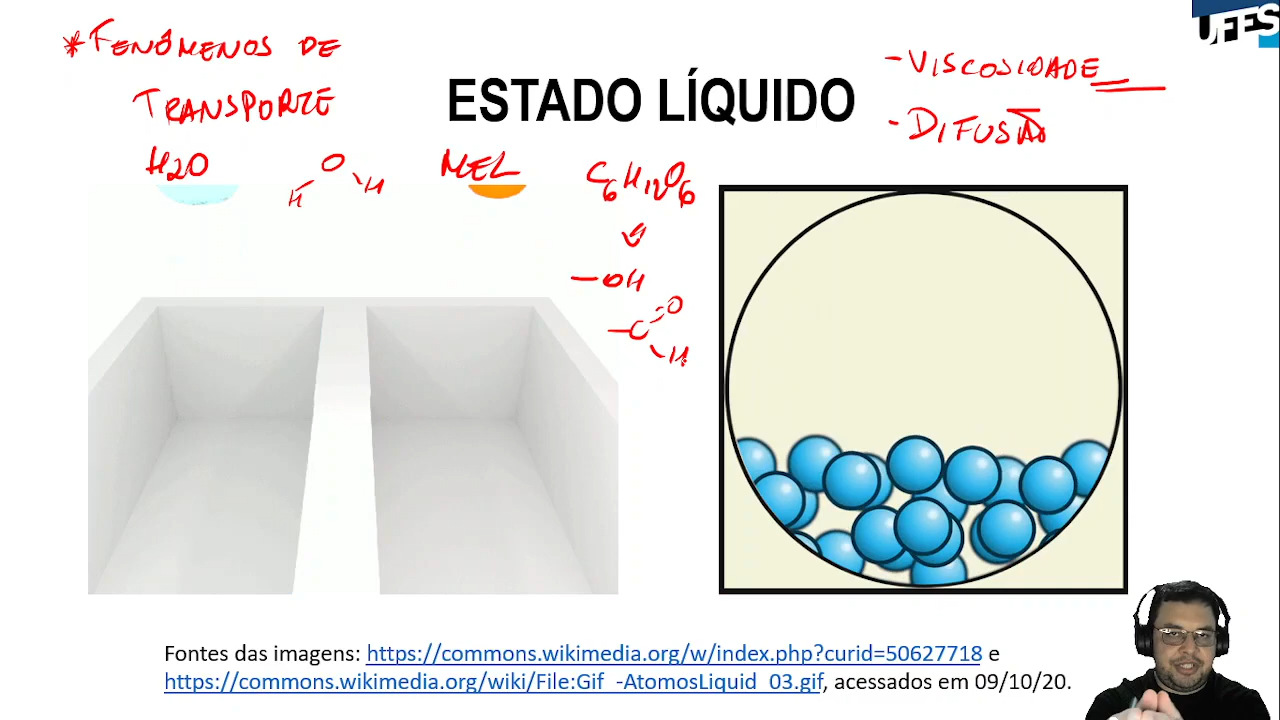 UFES
*FENÔMENOS DE
TRANSPORTE
ESTADO LÍQUIDO
- VISCOSIDADE
- DIFUSÃO
H2O
O
H H
MEL
C6H12O6
-OH
O
-C
H
Fontes das imagens: https://commons.wikimedia.org/w/index.php?curid=50627718 e
https://commons.wikimedia.org/wiki/File:Gif_-AtomosLiquid_03.gif, acessados em 09/10/20.